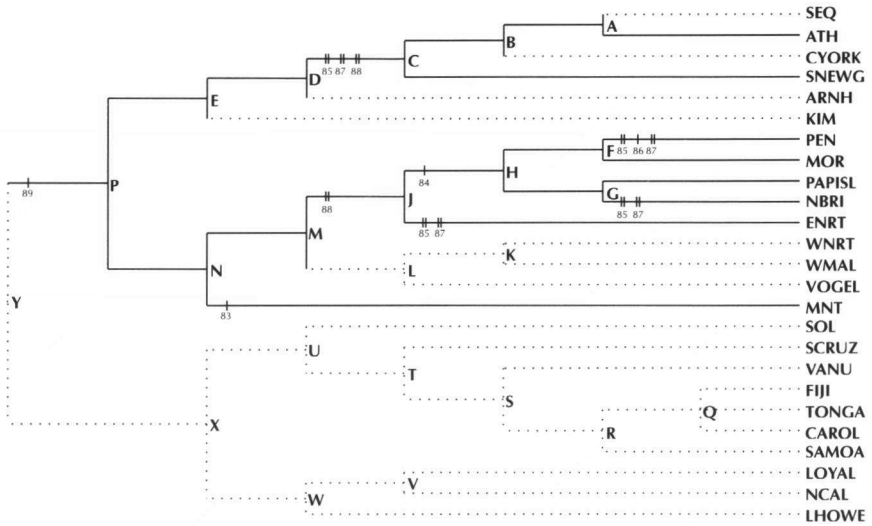 SEQ
A
ATH
B
CYORK
C
85 87 88
SNEWG
D
ARNH
E
KIM
PEN
F
85 86 87
MOR
84
H
PAPISL
P
89
G
NBRI
88
J
85 87
ENRT
85 87
M
WNRT
K
WMAL
N
L
VOGEL
Y
MNT
83
SOL
U
SCRUZ
T
VANU
S
FIJI
Q
TONGA
X
R
CAROL
SAMOA
LOYAL
V
NCAL
W
LHOWE